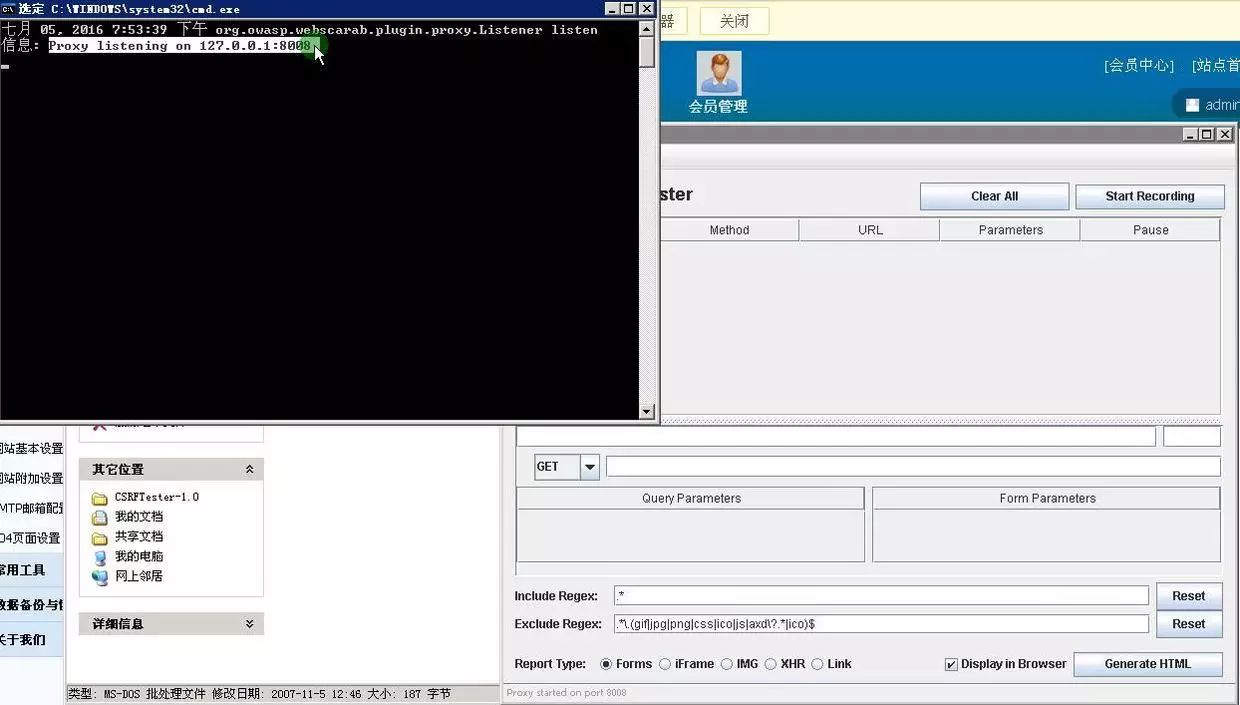 选定 C:\WINDOWS\system32\cmd.exe
七月 05, 2016 7:53:39 下午 org.owasp.webscarab.plugin.proxy.Listener listen
信息: Proxy listening on 127.0.0.1:8008
器 关闭
[会员中心] [站点首
会员管理
admin
ster
Clear All Start Recording
Method URL Parameters Pause
网站基本设置
网站附加设置
MTP邮箱配
04页面设置
常用工具
数据备份与
关于我们
其它位置
CSRFTester-1.0
我的文档
共享文档
我的电脑
网上邻居
详细信息
类型: MS-DOS 批处理文件 修改日期: 2007-11-5 12:46 大小: 187 字节
GET
Query Parameters Form Parameters
Include Regex: .* Reset
Exclude Regex: .*\.(gif|jpg|png|css|ico|js|axd\?.*|ico)$ Reset
Report Type: Forms iFrame IMG XHR Link Display in Browser Generate HTML
Proxy started on port 8008